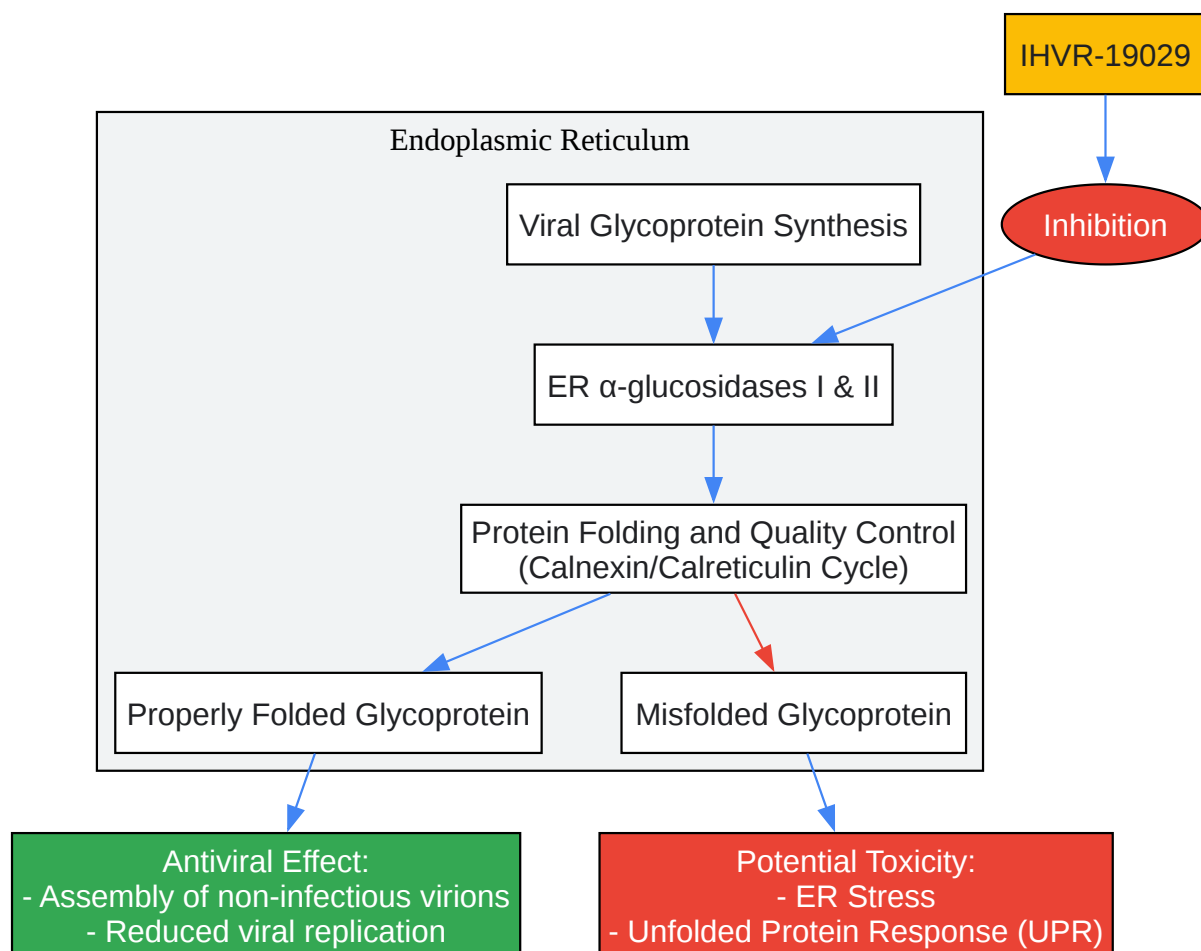 IHVR-19029
Endoplasmic Reticulum
Viral Glycoprotein Synthesis
Inhibition
ER α-glucosidases I & II
Protein Folding and Quality Control
(Calnexin/Calreticulin Cycle)
Properly Folded Glycoprotein
Misfolded Glycoprotein
Antiviral Effect:
- Assembly of non-infectious virions
- Reduced viral replication
Potential Toxicity:
- ER Stress
- Unfolded Protein Response (UPR)